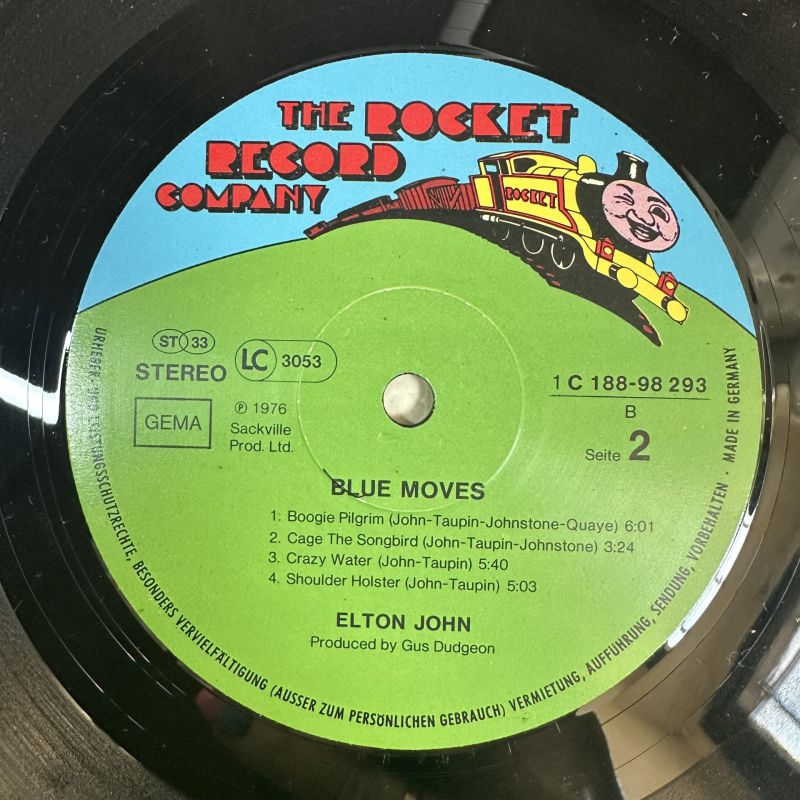 THE ROCKET
RECORD
COMPANY
ROCKET
ST 33
STEREO
LC 3053
GEMA
℗ 1976
Sackville
Prod. Ltd.
1 C 188-98 293
B
Seite 2
BLUE MOVES
1. Boogie Pilgrim (John-Taupin-Johnstone-Quaye) 6:01
2. Cage The Songbird (John-Taupin-Johnstone) 3:24
3. Crazy Water (John-Taupin) 5:40
4. Shoulder Holster (John-Taupin) 5:03
ELTON JOHN
Produced by Gus Dudgeon
URHEBER- UND LEISTUNGSSCHUTZRECHTE, BESONDERS VERVIELFÄLTIGUNG (AUSSER ZUM PERSÖNLICHEN GEBRAUCH) VERMIETUNG, AUFFÜHRUNG, SENDUNG, VORBEHALTEN · MADE IN GERMANY